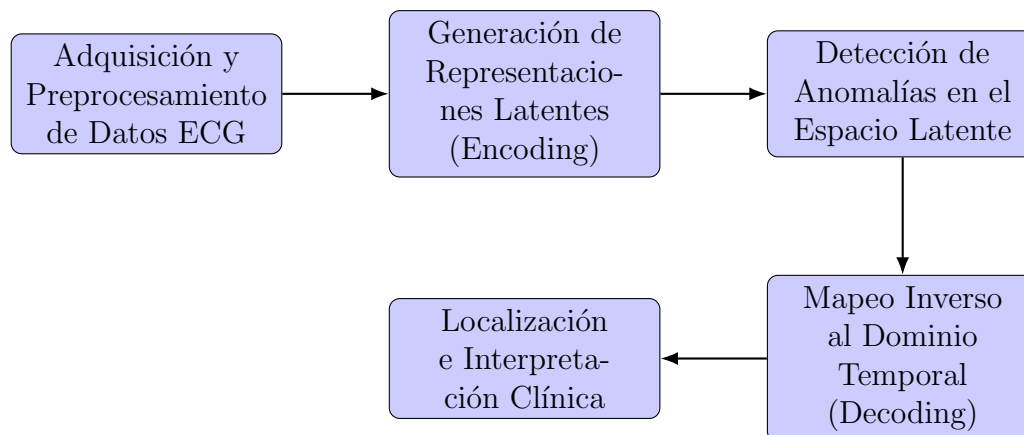 Adquisición y
Preprocesamiento
de Datos ECG
Generación de
Representacio-
nes Latentes
(Encoding)
Detección de
Anomalías en el
Espacio Latente
Mapeo Inverso
al Dominio
Temporal
(Decoding)
Localización
e Interpreta-
ción Clínica